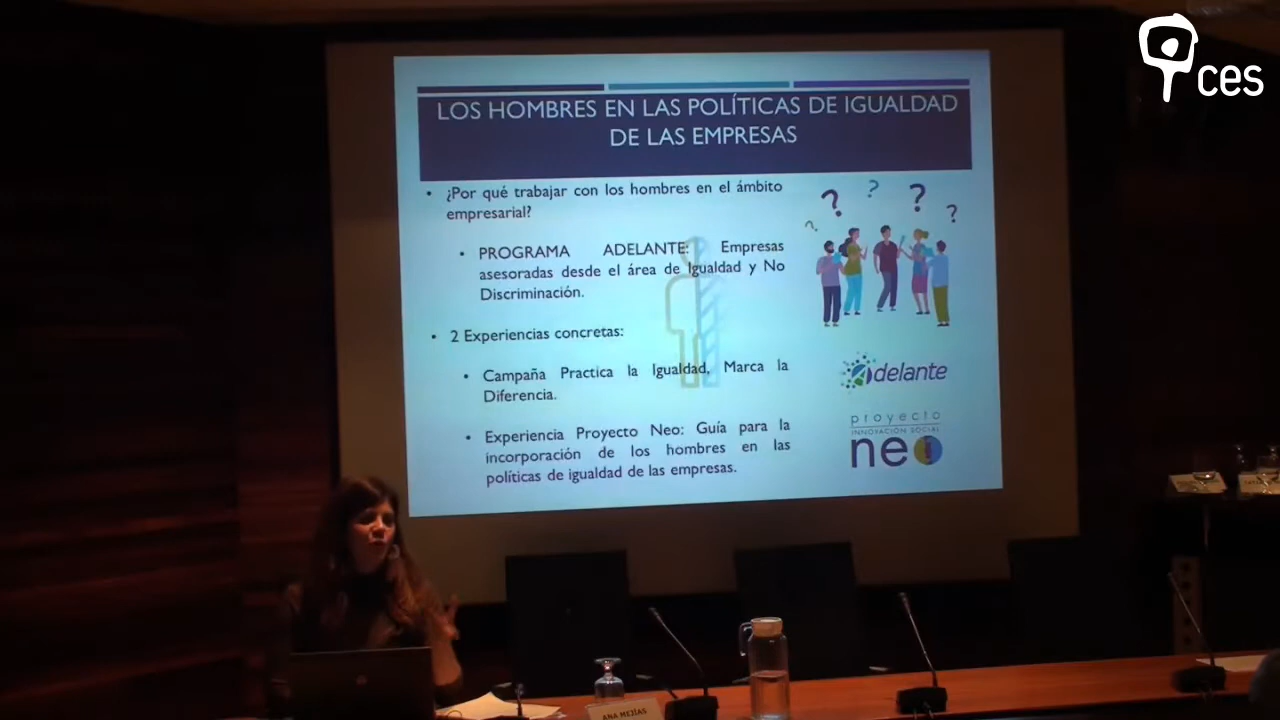 ces
LOS HOMBRES EN LAS POLÍTICAS DE IGUALDAD
DE LAS EMPRESAS
• ¿Por qué trabajar con los hombres en el ámbito
empresarial?
• PROGRAMA ADELANTE: Empresas
asesoradas desde el área de Igualdad y No
Discriminación.
• 2 Experiencias concretas:
• Campaña Practica la Igualdad, Marca la
Diferencia.
• Experiencia Proyecto Neo: Guía para la
incorporación de los hombres en las
políticas de igualdad de las empresas.
? ? ? ? ?
Adelante
proyecto
INNOVACIÓN SOCIAL
neo
ANA MEJÍAS